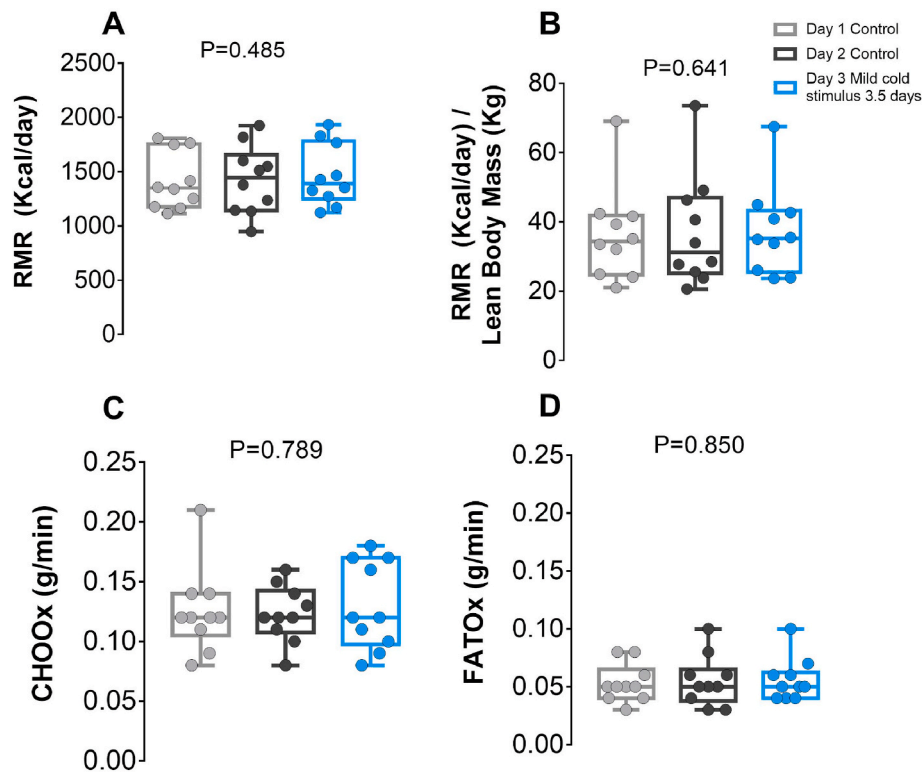 A
P=0.485
RMR (Kcal/day)
2500
2000
1500
1000
500
0
B
P=0.641
Day 1 Control
Day 2 Control
Day 3 Mild cold
stimulus 3.5 days
RMR (Kcal/day) /
Lean Body Mass (Kg)
80
60
40
20
0
C
P=0.789
CHOOx (g/min)
0.25
0.20
0.15
0.10
0.05
0.00
D
P=0.850
FATOx (g/min)
0.25
0.20
0.15
0.10
0.05
0.00